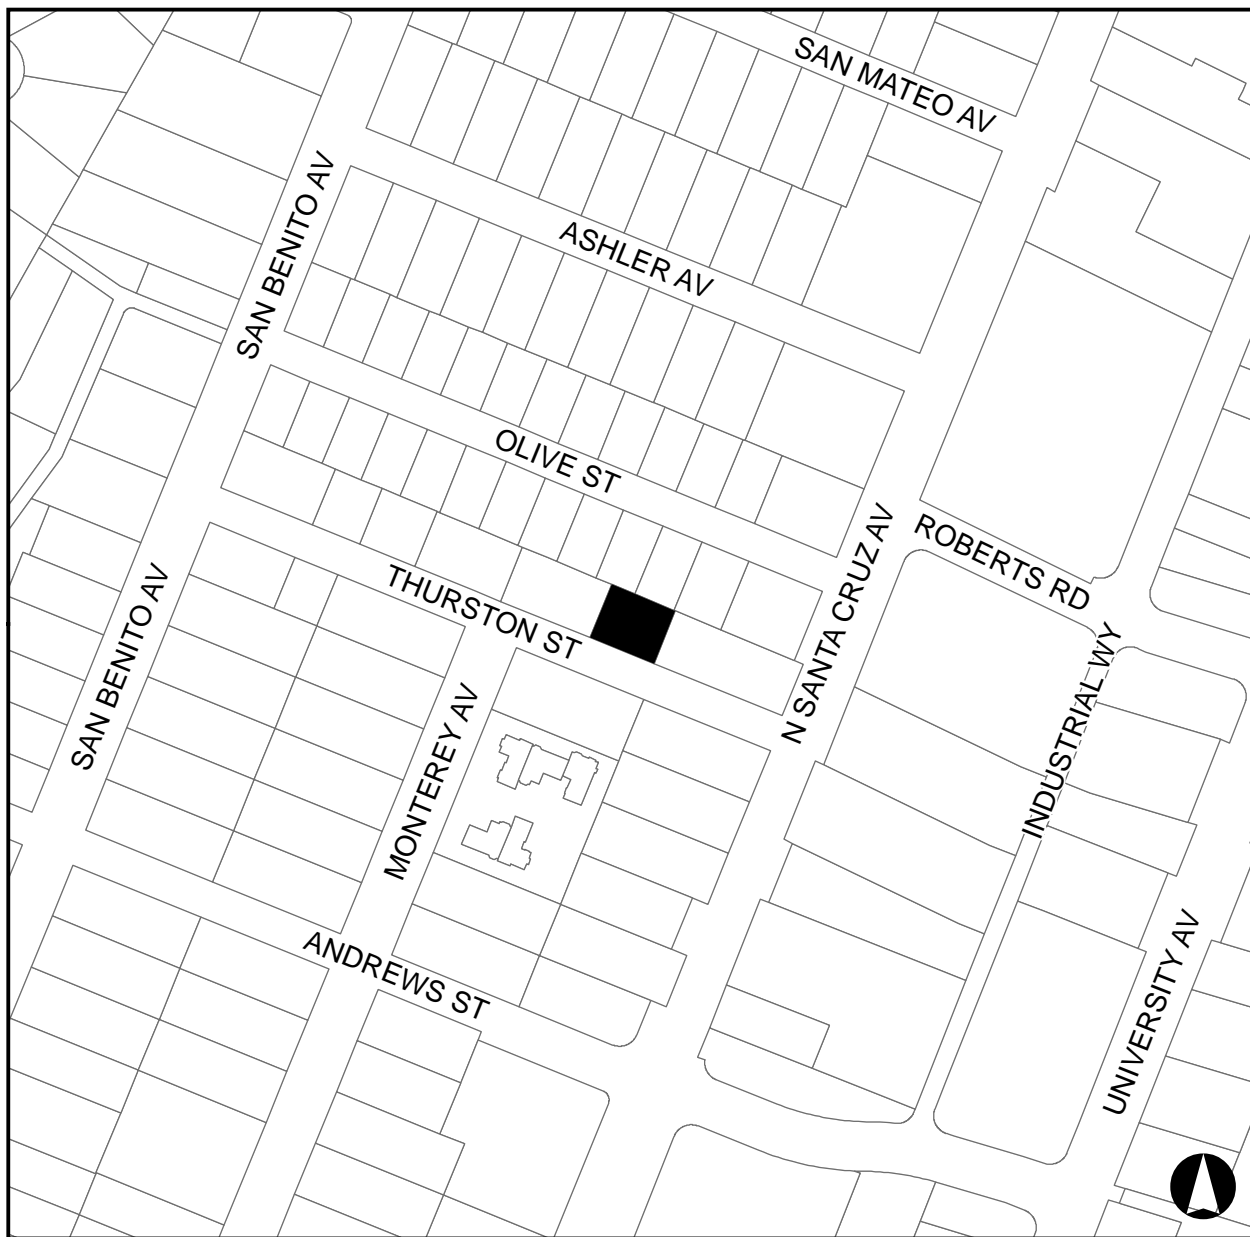 SAN MATEO AV
SAN BENITO AV
ASHLER AV
OLIVE ST
N SANTA CRUZ AV
ROBERTS RD
THURSTON ST
SAN BENITO AV
INDUSTRIAL WY
MONTEREY AV
ANDREWS ST
UNIVERSITY AV